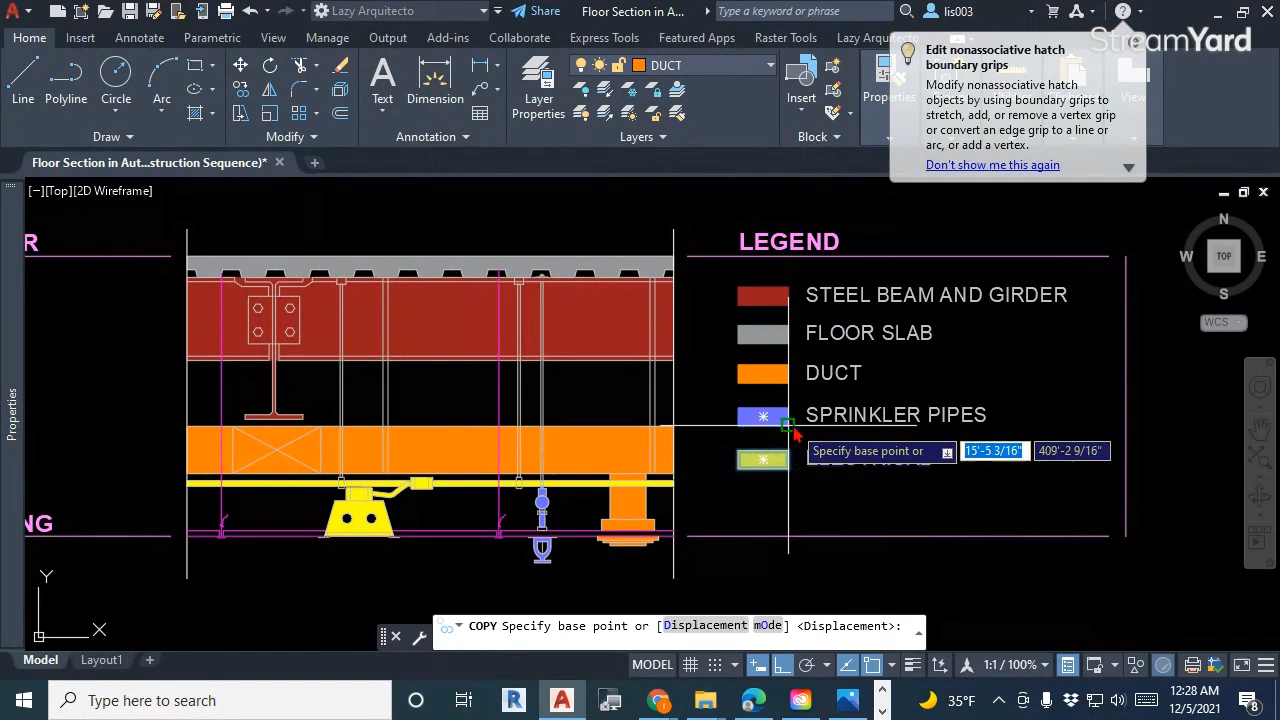 Lazy Arquitecto
Share
Floor Section in A...
Type a keyword or phrase
lis003
StreamYard
Home
Insert
Annotate
Parametric
View
Manage
Output
Add-ins
Collaborate
Express Tools
Featured Apps
Raster Tools
Lazy Arquitecto
Edit nonassociative hatch
boundary grips
Modify nonassociative hatch
objects by using boundary grips to
stretch, add, or remove a vertex grip
or convert an edge grip to a line or
arc, or add a vertex.
Don't show me this again
Line
Polyline
Circle
Arc
Text
Dimension
Layer
Properties
DUCT
Insert
Properties
View
Draw
Modify
Annotation
Layers
Block
Floor Section in Aut...struction Sequence)*
[−][Top][2D Wireframe]
R
LEGEND
STEEL BEAM AND GIRDER
FLOOR SLAB
DUCT
SPRINKLER PIPES
Specify base point or
15'-5 3/16"
409'-2 9/16"
NG
N
W
TOP
E
S
WCS
Properties
Y
X
COPY Specify base point or [Displacement mOde] <Displacement>:
Model
Layout1
MODEL
1:1 / 100%
Type here to search
35°F
12:28 AM
12/5/2021